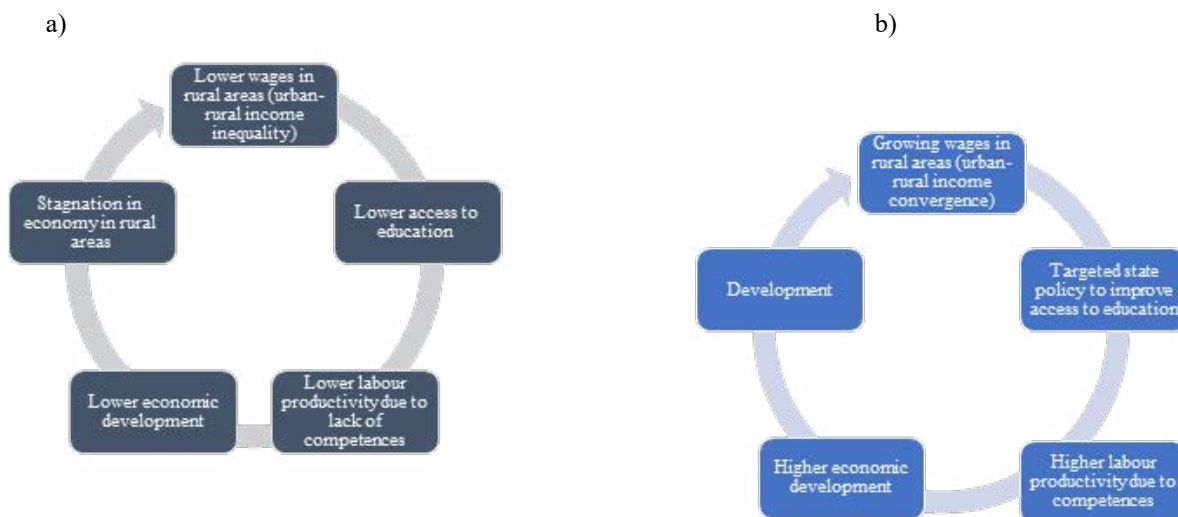 a)
b)
Lower wages in
rural areas (urban-
rural income
inequality)
Lower access to
education
Lower labour
productivity due to
lack of
competences
Lower economic
development
Stagnation in
economy in rural
areas
Growing wages in
rural areas (urban-
rural income
convergence)
Targeted state
policy to improve
access to education
Higher labour
productivity due to
competences
Higher economic
development
Development